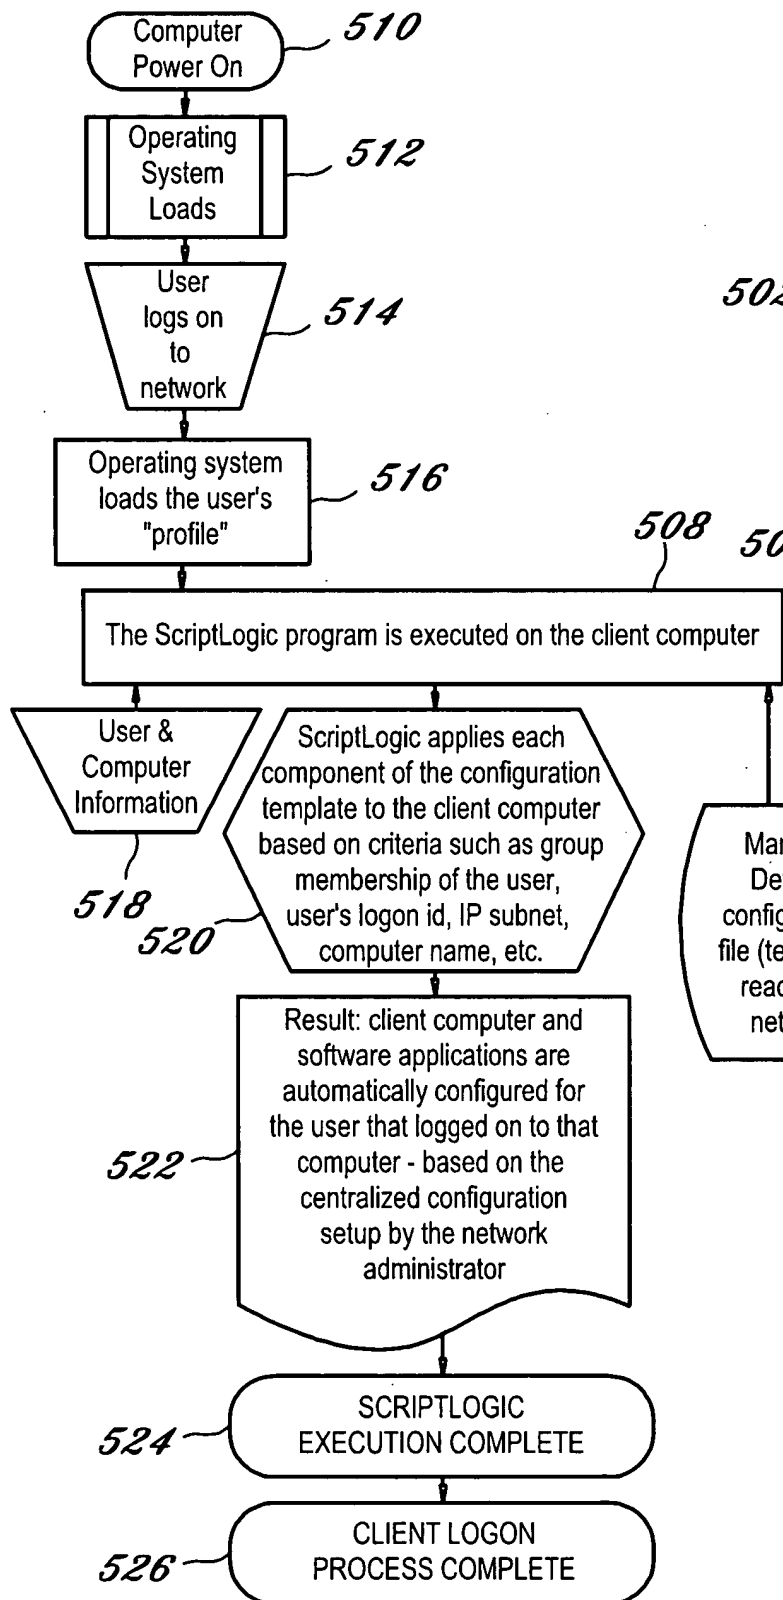 Computer
Power On
510
Operating
System
Loads
512
User
logs on
to
network
514
502
Operating system
loads the user's
"profile"
516
508
The ScriptLogic program is executed on the client computer
User &
Computer
Information
518
ScriptLogic applies each
component of the configuration
template to the client computer
based on criteria such as group
membership of the user,
user's logon id, IP subnet,
computer name, etc.
520
file (te
Result: client computer and
software applications are
automatically configured for
the user that logged on to that
computer - based on the
centralized configuration
setup by the network
administrator
522
SCRIPTLOGIC
EXECUTION COMPLETE
524
CLIENT LOGON
PROCESS COMPLETE
526